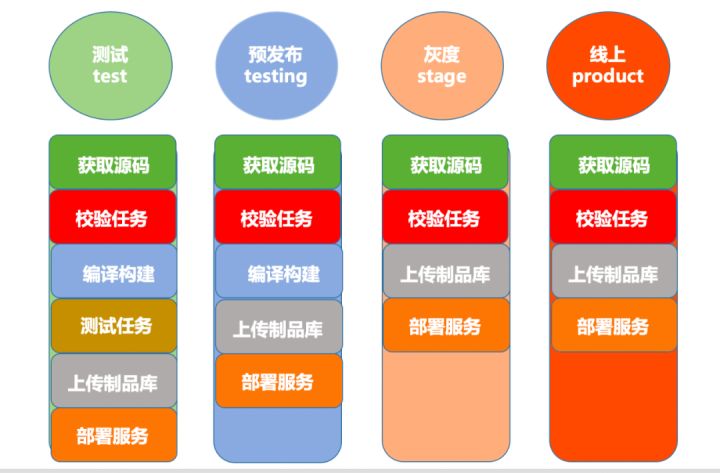 测试
test
预发布
testing
灰度
stage
线上
product
获取源码
校验任务
编译构建
测试任务
上传制品库
部署服务
获取源码
校验任务
编译构建
上传制品库
部署服务
获取源码
校验任务
上传制品库
部署服务
获取源码
校验任务
上传制品库
部署服务